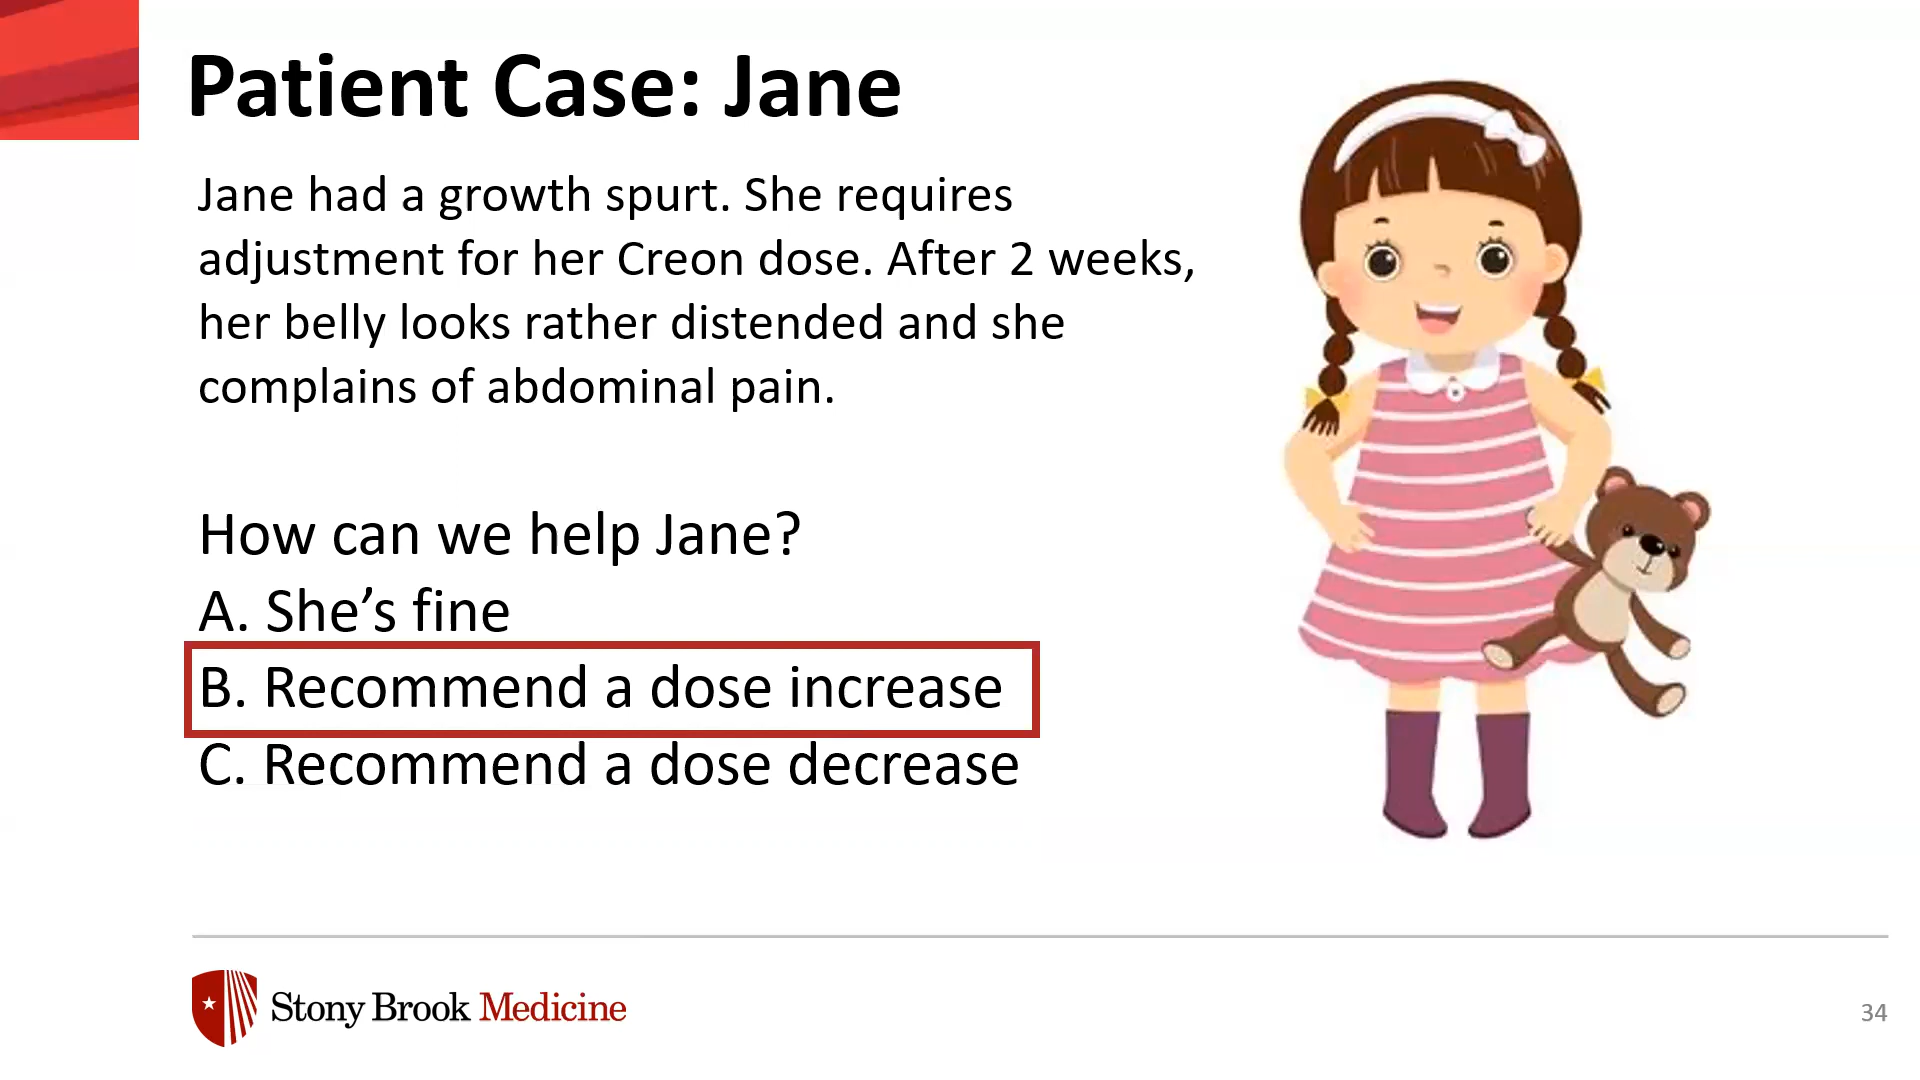 Patient Case: Jane
Jane had a growth spurt. She requires
adjustment for her Creon dose. After 2 weeks,
her belly looks rather distended and she
complains of abdominal pain.
How can we help Jane?
A. She’s fine
B. Recommend a dose increase
C. Recommend a dose decrease
Stony Brook Medicine
34